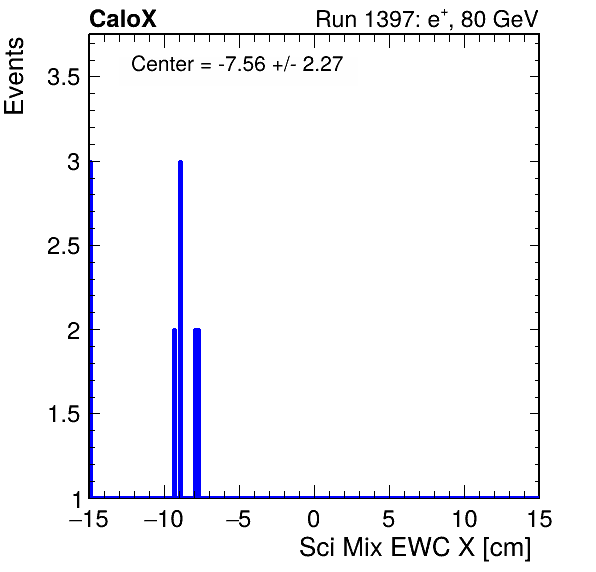 CaloX Run 1397: e⁺, 80 GeV
Center = -7.56 +/- 2.27
Events
3.5
3
2.5
2
1.5
1
−15 −10 −5 0 5 10 15
Sci Mix EWC X [cm]